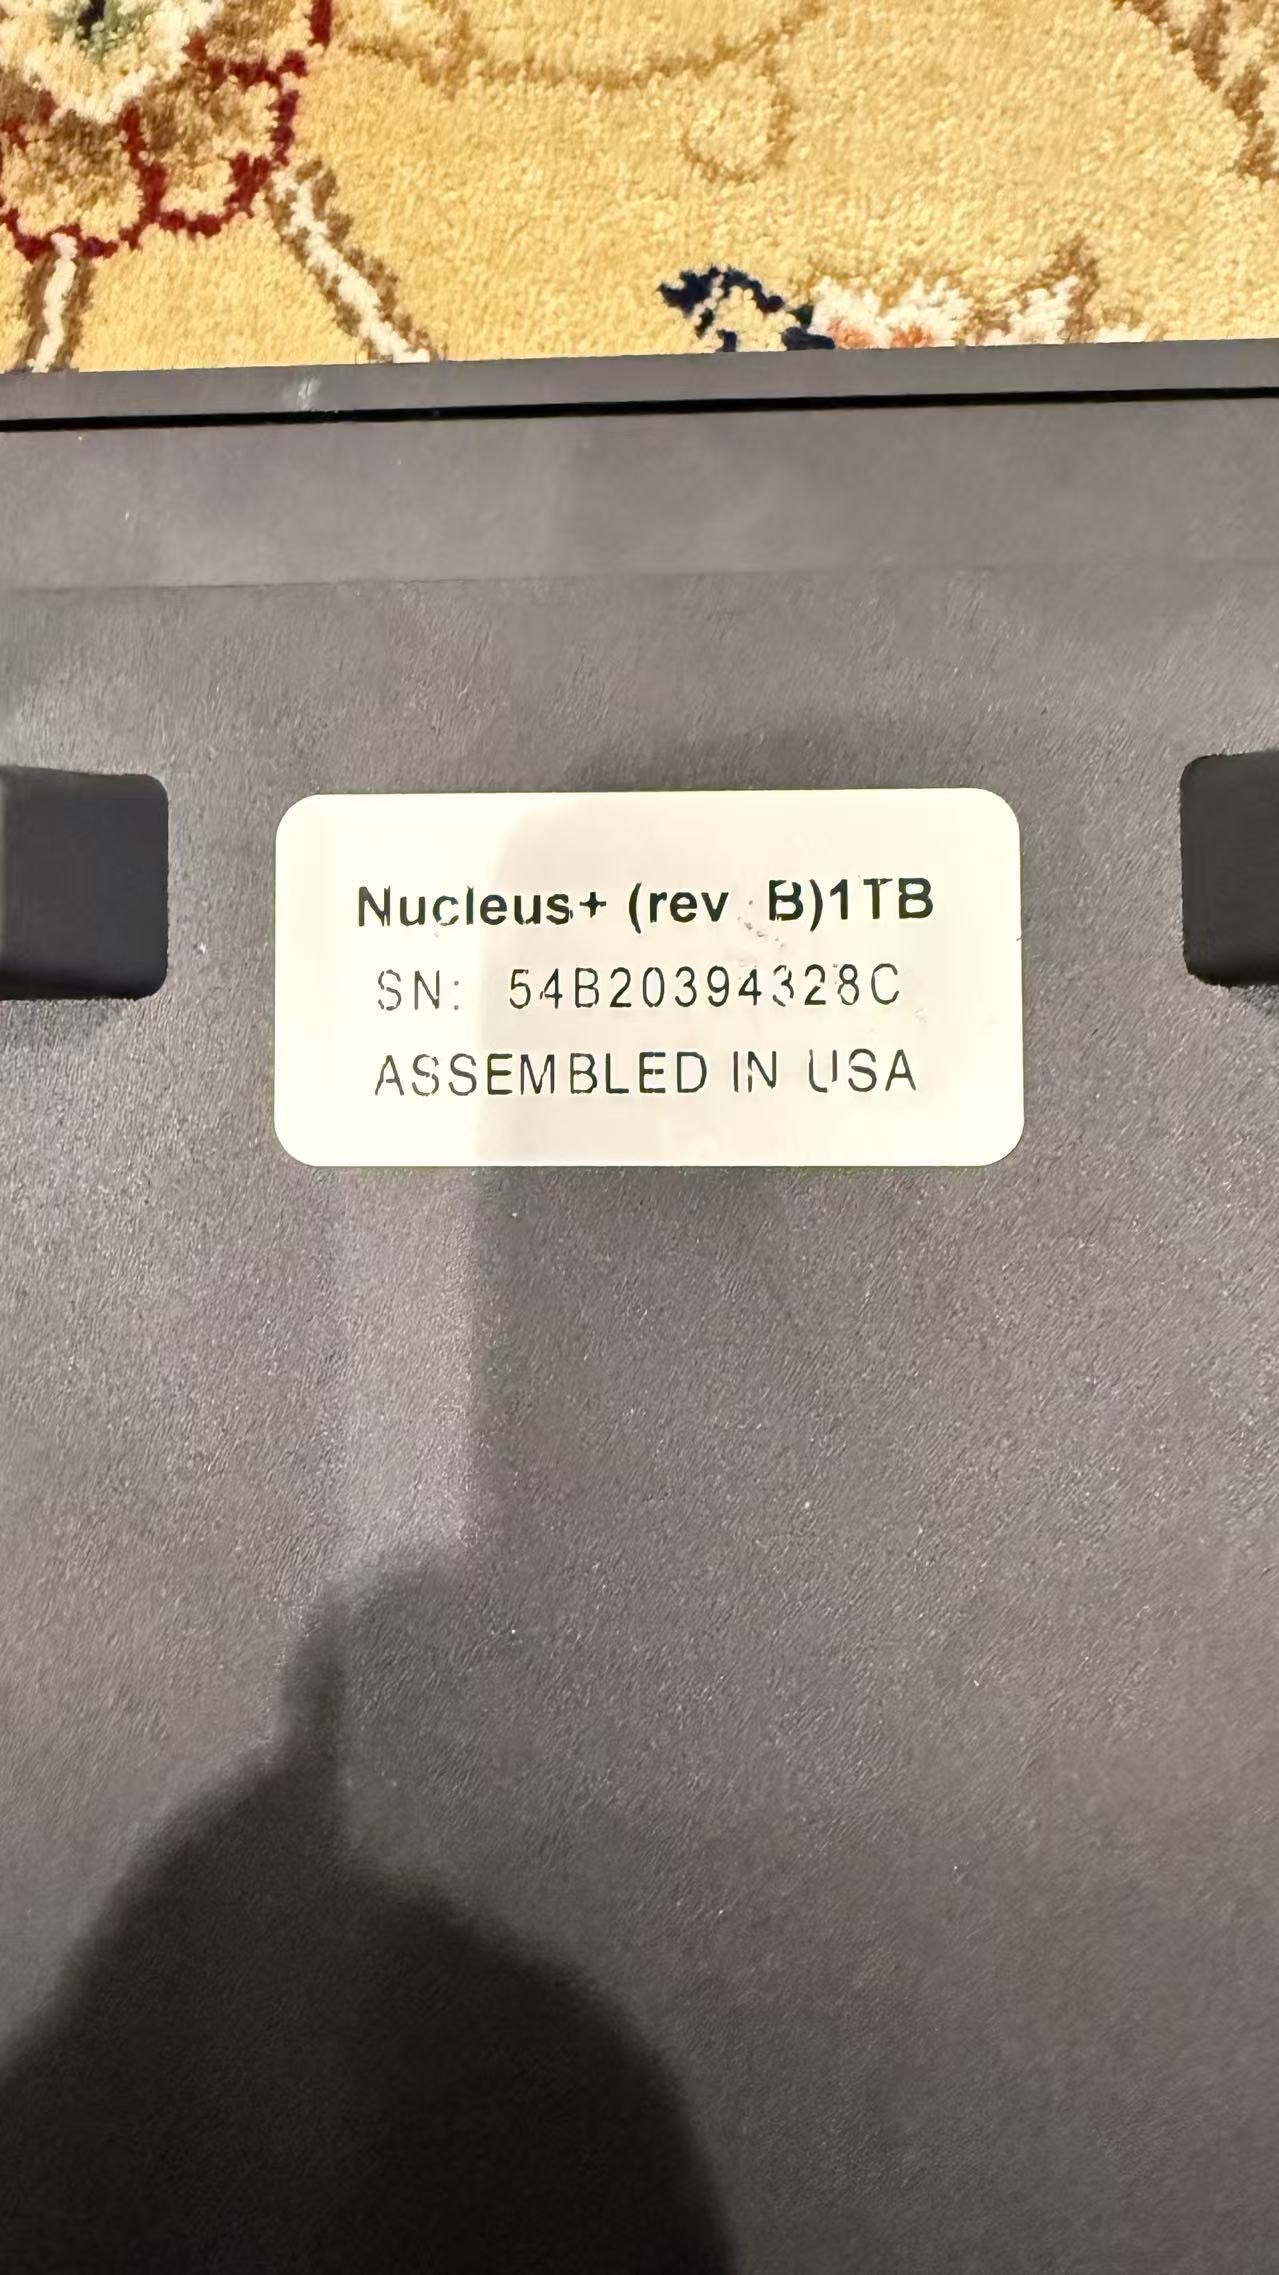 Nucleus+ (rev B)1TB
SN: 54B20394328C
ASSEMBLED IN USA